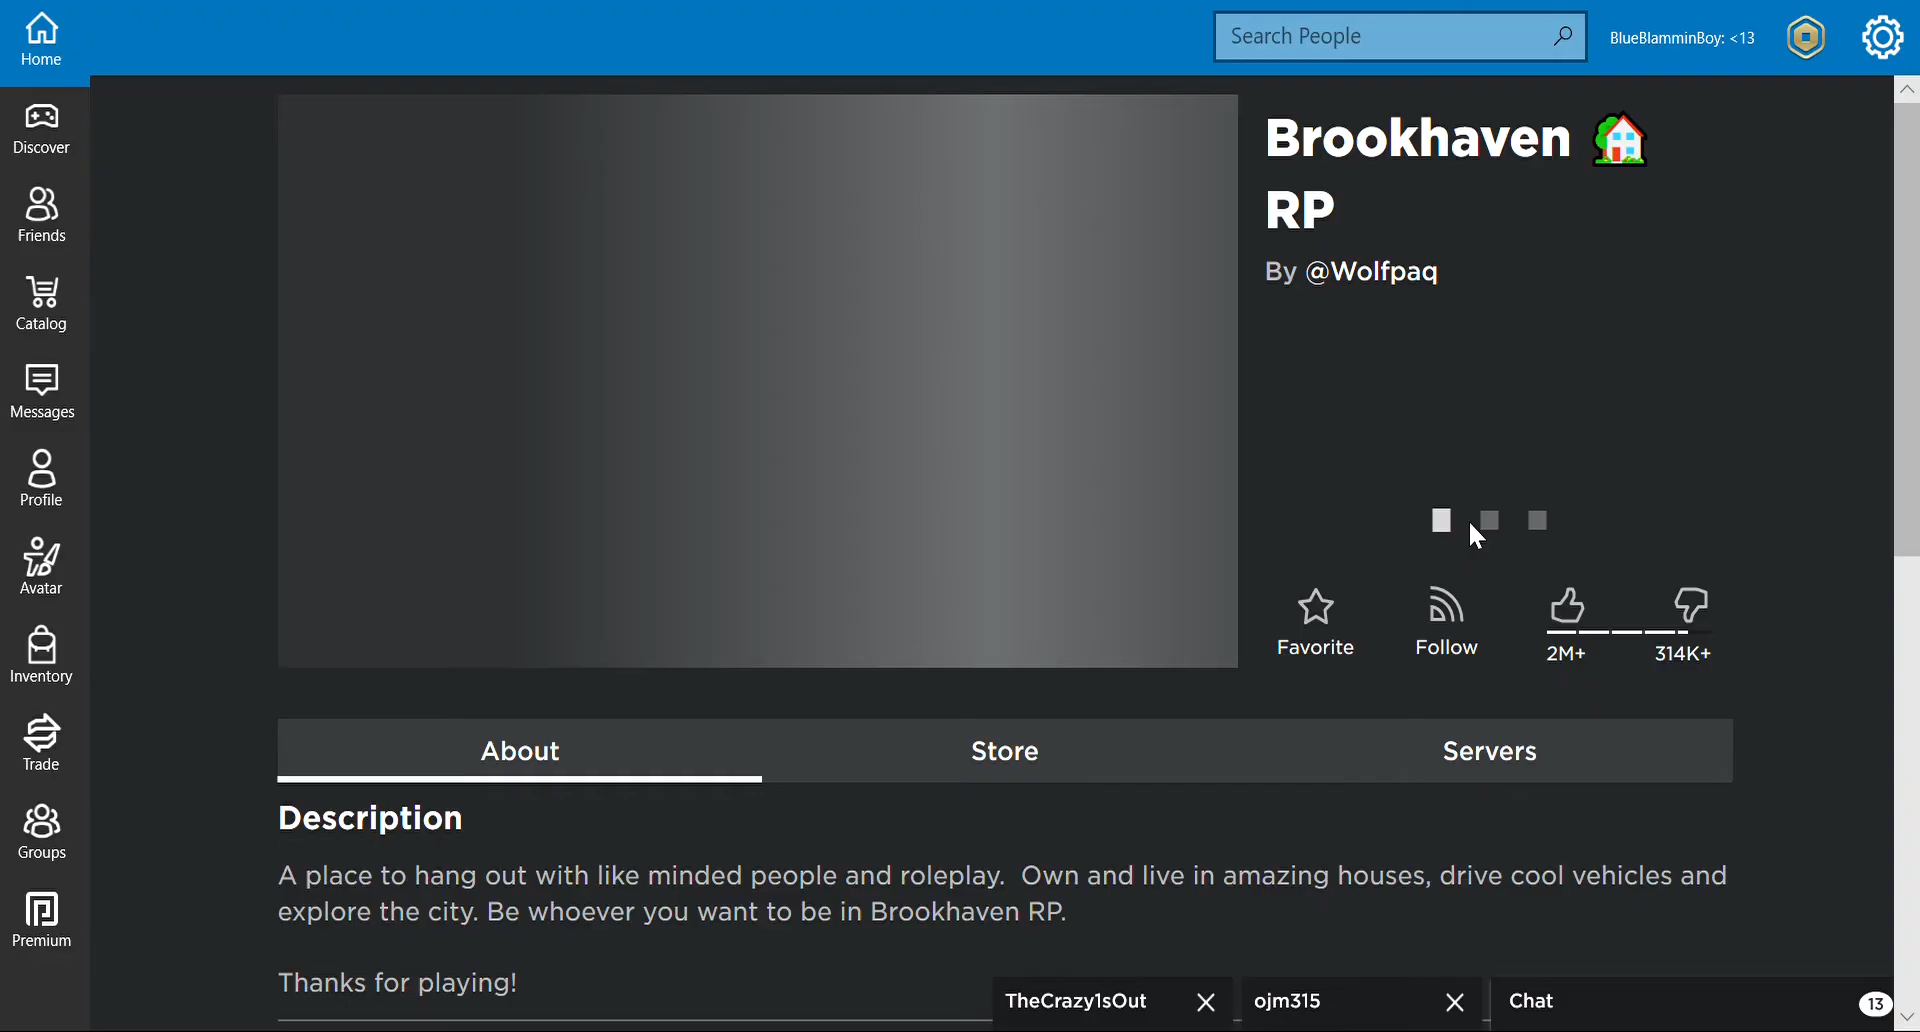 Home
Search People
BlueBlamminBoy: <13
Discover
Friends
Catalog
Messages
Profile
Avatar
Inventory
Trade
Groups
Premium
Brookhaven 🏡
RP
By @Wolfpaq
Favorite
Follow
2M+
314K+
About
Store
Servers
Description
A place to hang out with like minded people and roleplay.  Own and live in amazing houses, drive cool vehicles and
explore the city. Be whoever you want to be in Brookhaven RP.
Thanks for playing!
TheCrazy1sOut
ojm315
Chat
13